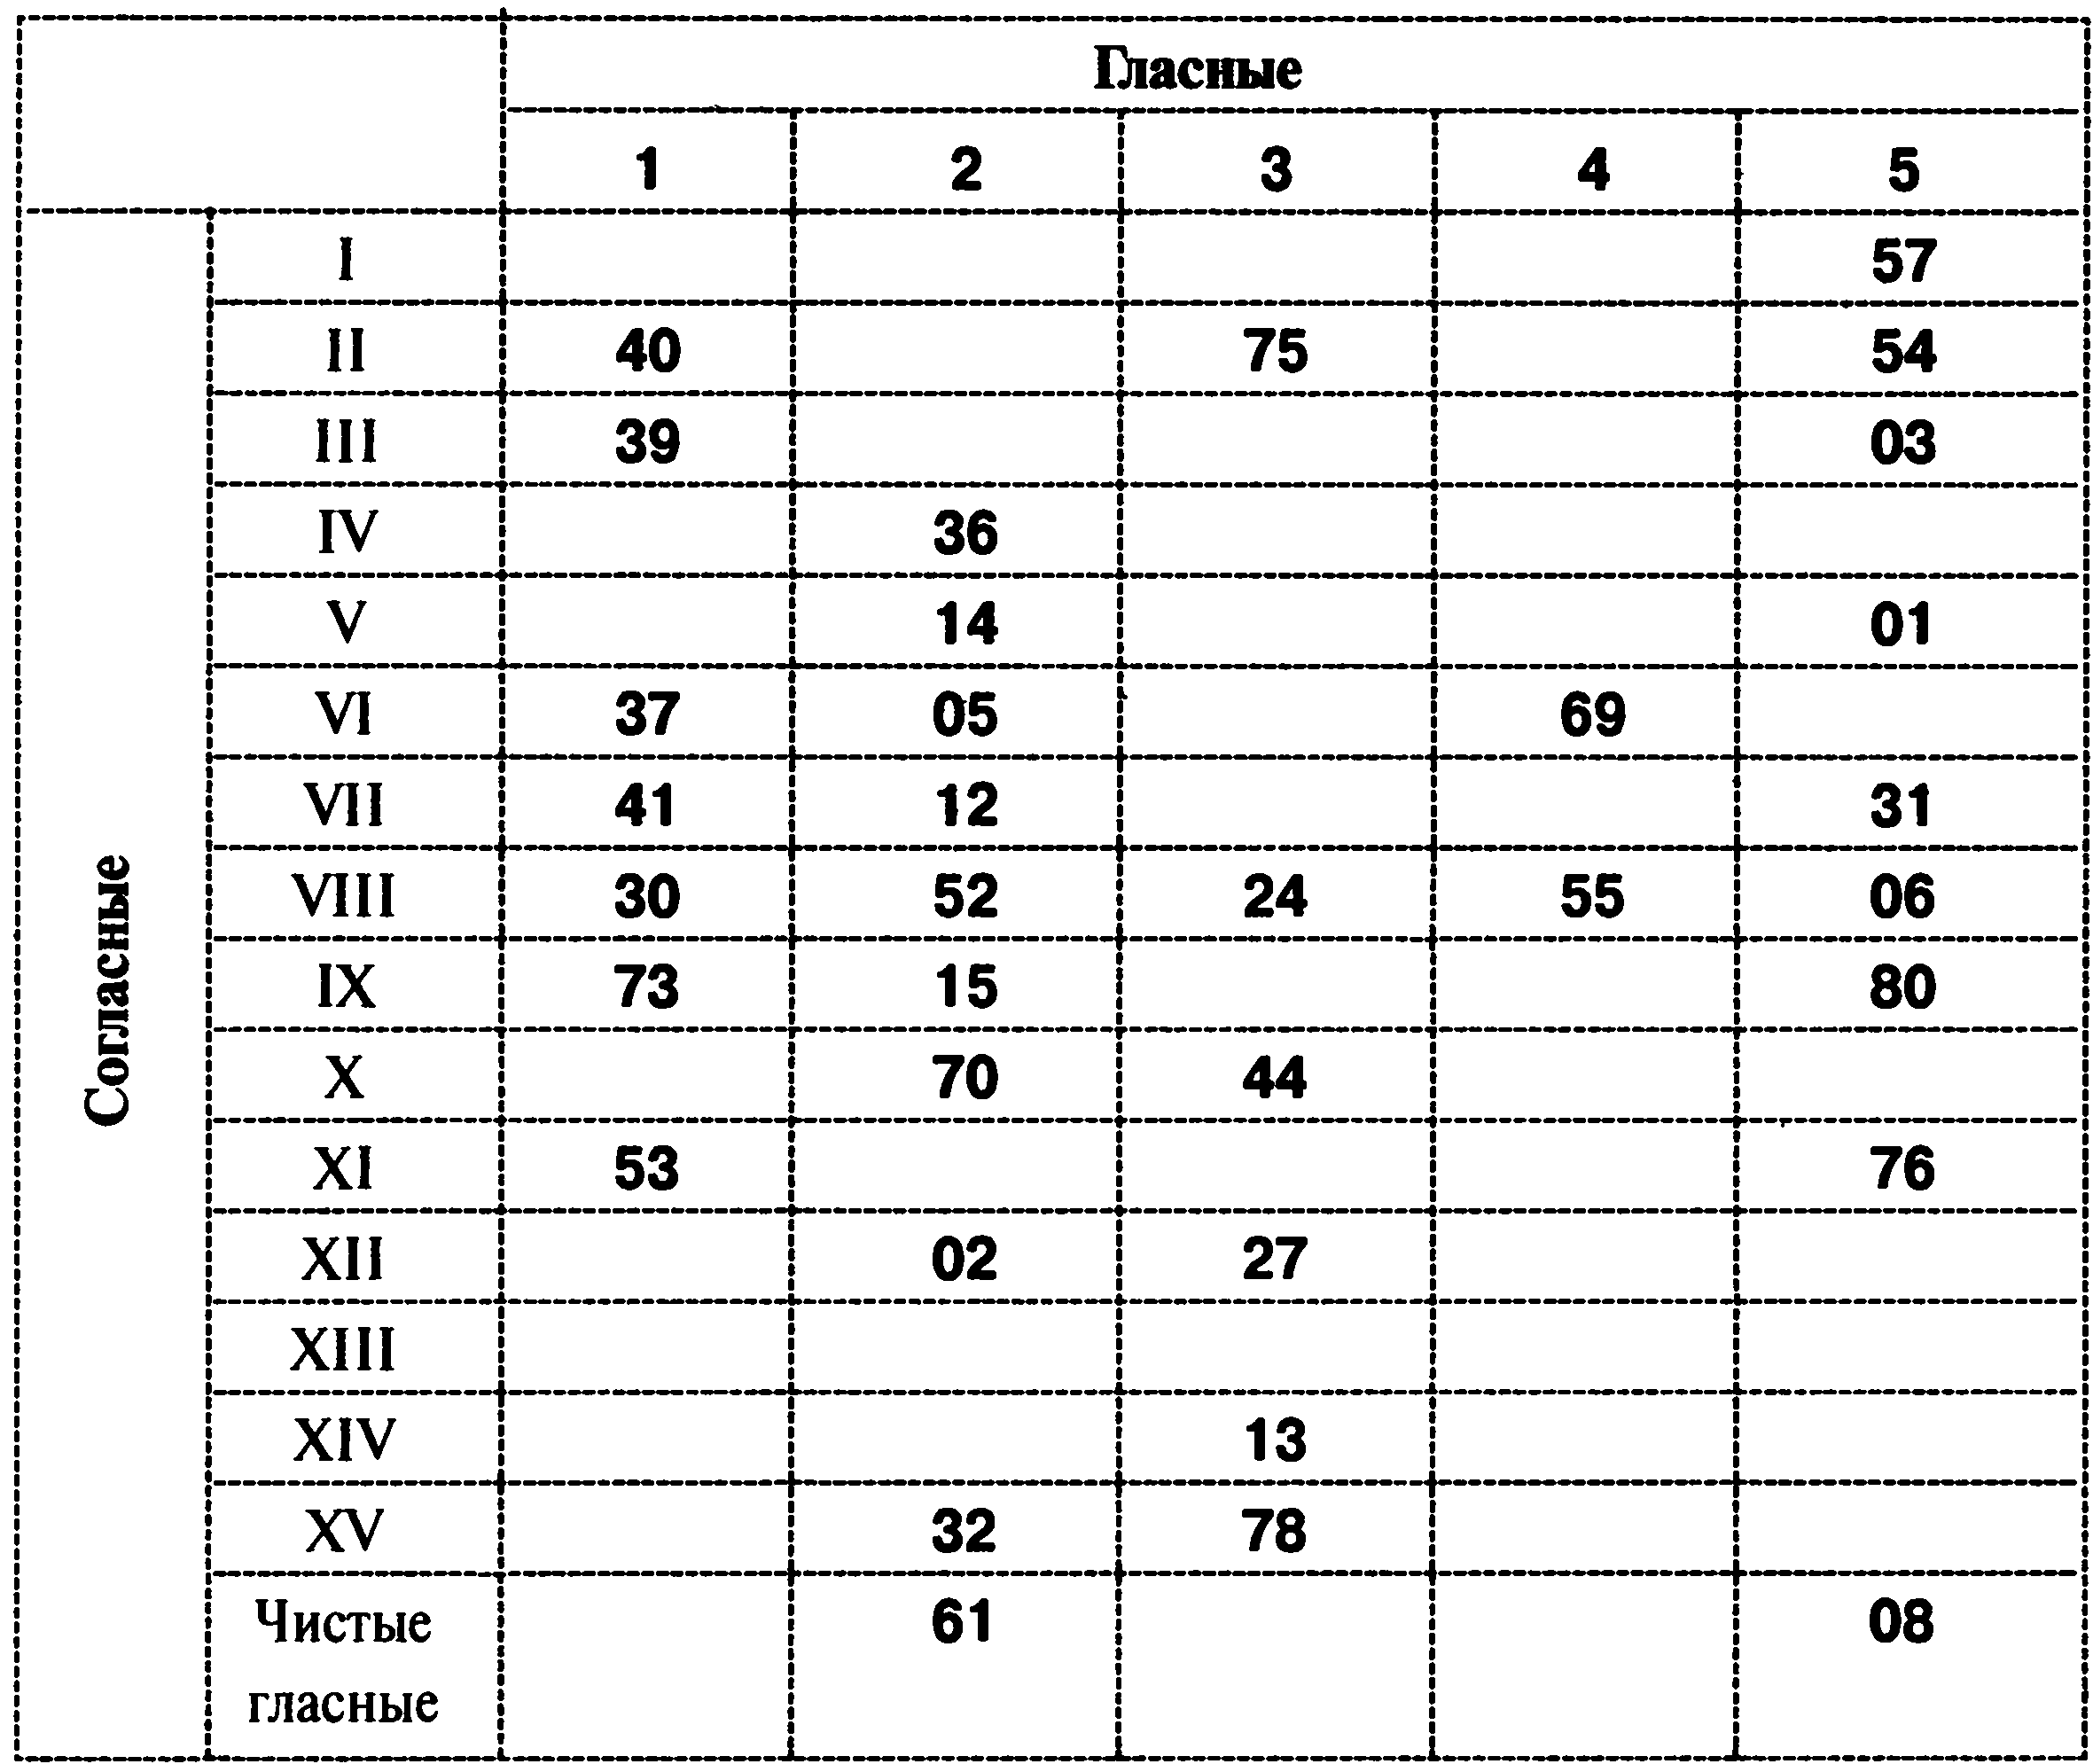 Гласные
1 2 3 4 5
Согласные
I 57
II 40 75 54
III 39 03
IV 36
V 14 01
VI 37 05 69
VII 41 12 31
VIII 30 52 24 55 06
IX 73 15 80
X 70 44
XI 53 76
XII 02 27
XIII
XIV 13
XV 32 78
Чистые 61 08
гласные